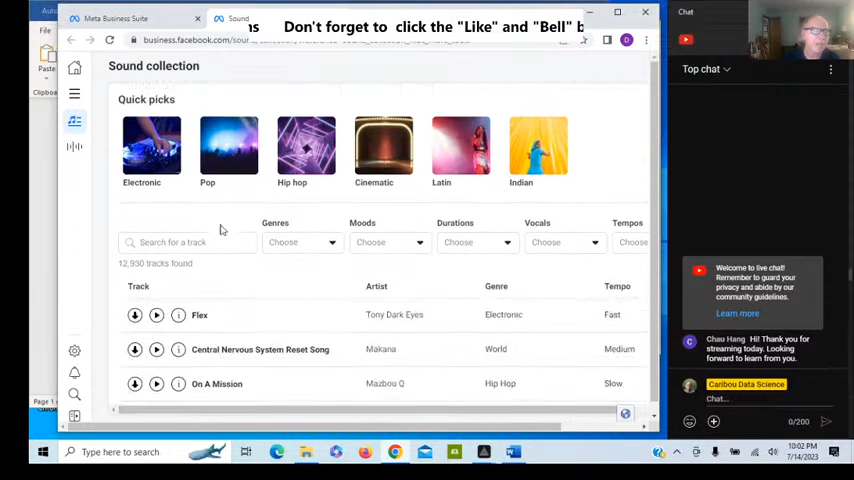 Meta Business Suite
Sound
ns Don't forget to click the "Like" and "Bell" b
business.facebook.com/sour
Paste
Clipboard
Page 1
Sound collection
Quick picks
Electronic
Pop
Hip hop
Cinematic
Latin
Indian
Genres
Moods
Durations
Vocals
Tempos
Search for a track
Choose
Choose
Choose
Choose
Choose
12,930 tracks found
Track Artist Genre Tempo
Flex Tony Dark Eyes Electronic Fast
Central Nervous System Reset Song Makana World Medium
On A Mission Mazbou Q Hip Hop Slow
Type here to search
10:02 PM
7/14/2023
Chat
Top chat
Welcome to live chat!
Remember to guard your
privacy and abide by our
community guidelines.
Learn more
Chau Hang Hi! Thank you for
streaming today. Looking
forward to learn from you.
Caribou Data Science
Chat...
0/200